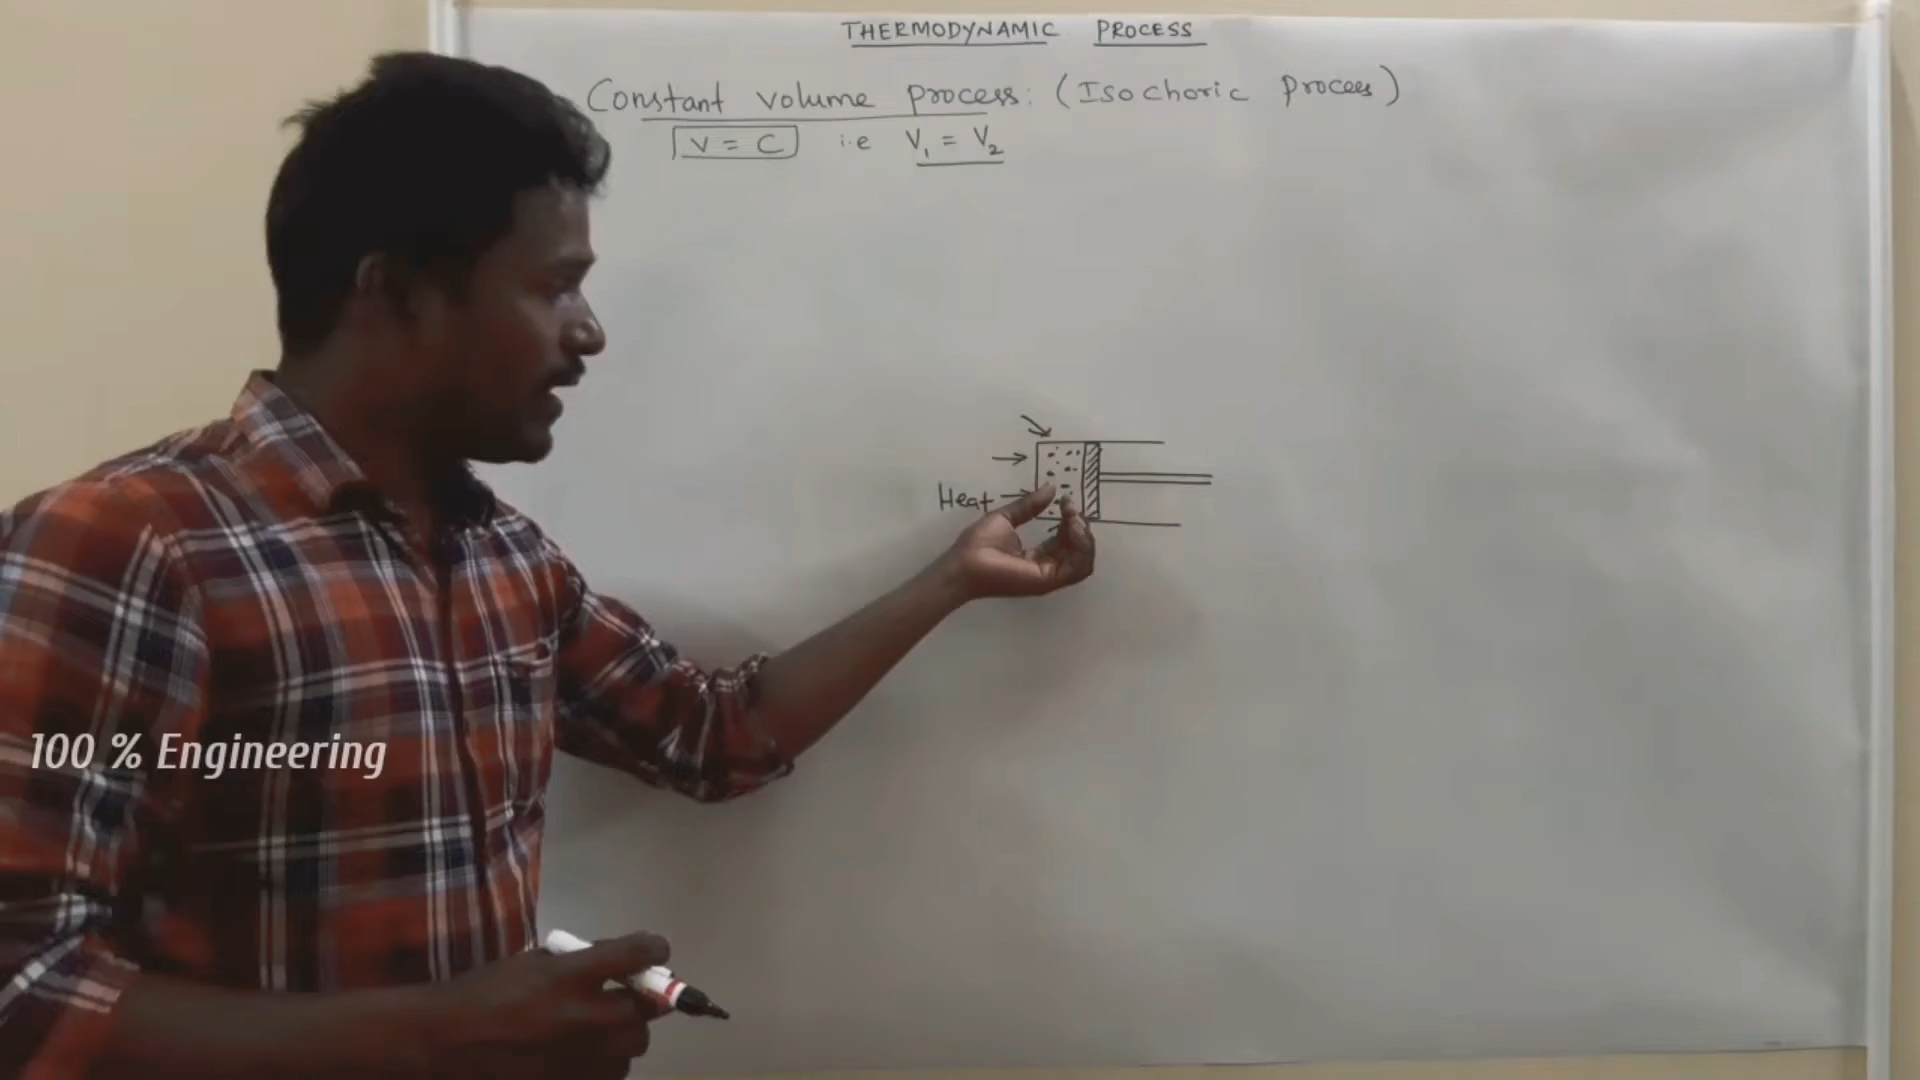 THERMODYNAMIC PROCESS
Constant volume process: (Isochoric Process)
V = C i.e V₁ = V₂
Heat
100 % Engineering